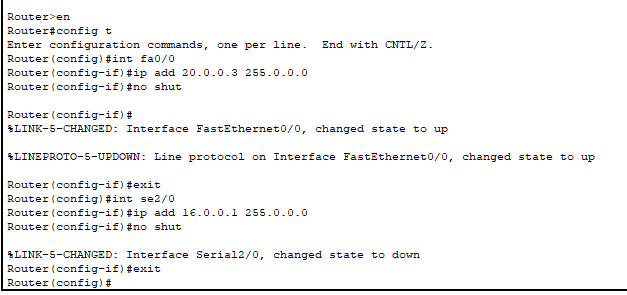 Router>en
Router#config t
Enter configuration commands, one per line.  End with CNTL/Z.
Router(config)#int fa0/0
Router(config-if)#ip add 20.0.0.3 255.0.0.0
Router(config-if)#no shut
Router(config-if)#
%LINK-5-CHANGED: Interface FastEthernet0/0, changed state to up
%LINEPROTO-5-UPDOWN: Line protocol on Interface FastEthernet0/0, changed state to up
Router(config-if)#exit
Router(config)#int se2/0
Router(config-if)#ip add 16.0.0.1 255.0.0.0
Router(config-if)#no shut
%LINK-5-CHANGED: Interface Serial2/0, changed state to down
Router(config-if)#exit
Router(config)#